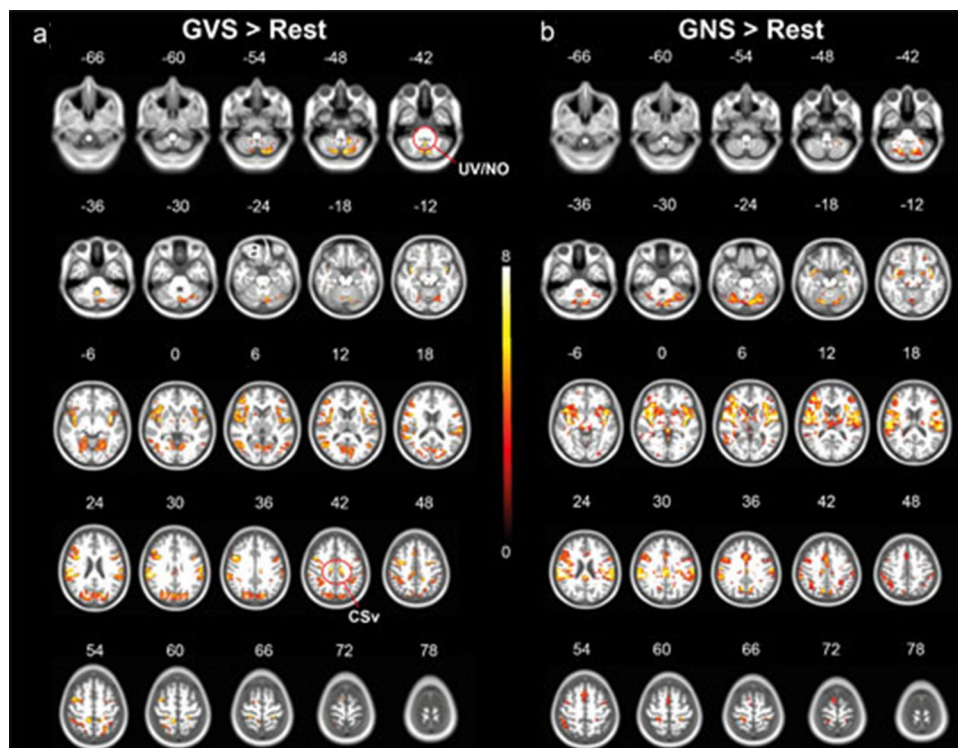 a GVS > Rest
b GNS > Rest
-66 -60 -54 -48 -42
-66 -60 -54 -48 -42
UV/NO
-36 -30 -24 -18 -12
-36 -30 -24 -18 -12
8
a
-6 0 6 12 18
-6 0 6 12 18
24 30 36 42 48
24 30 36 42 48
0
CSv
54 60 66 72 78
54 60 66 72 78